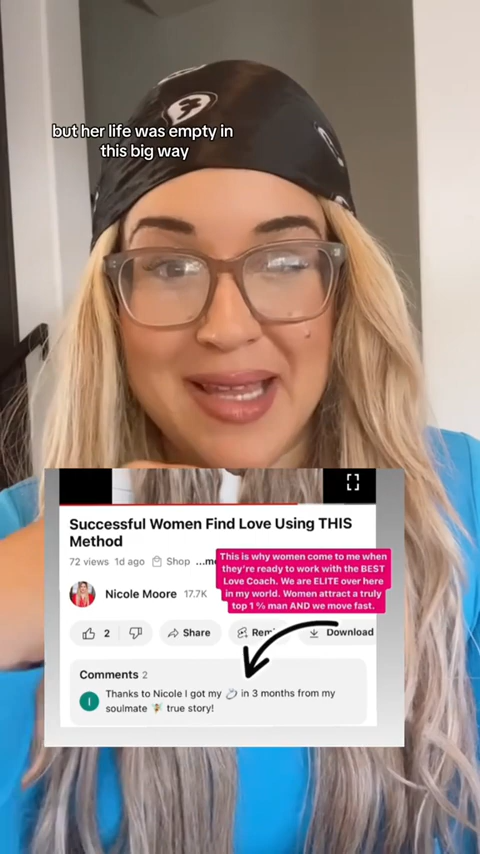 but her life was empty in
this big way
Successful Women Find Love Using THIS
Method
72 views 1d ago Shop ...m
This is why women come to me when
they're ready to work with the BEST
Love Coach. We are ELITE over here
in my world. Women attract a truly
top 1 % man AND we move fast.
Nicole Moore 17.7K
2 Share Rem Download
Comments 2
I
Thanks to Nicole I got my 💍 in 3 months from my
soulmate 🧚 true story!